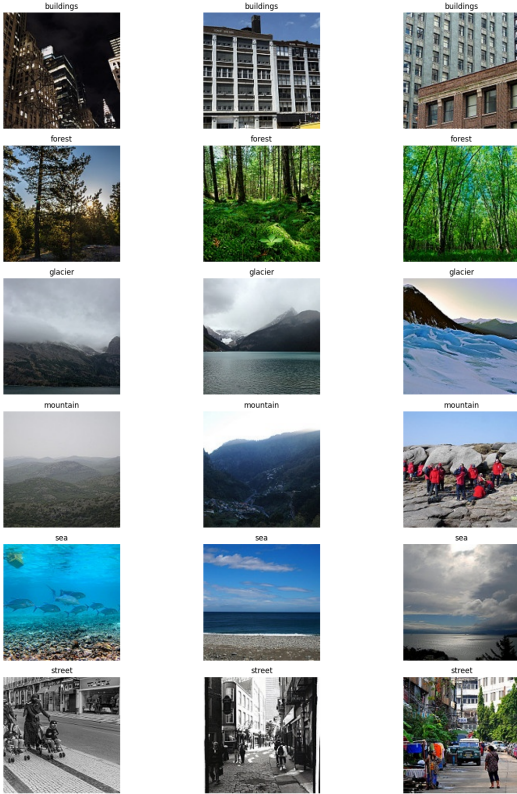 buildings buildings buildings
forest forest forest
glacier glacier glacier
mountain mountain mountain
sea sea sea
street street street